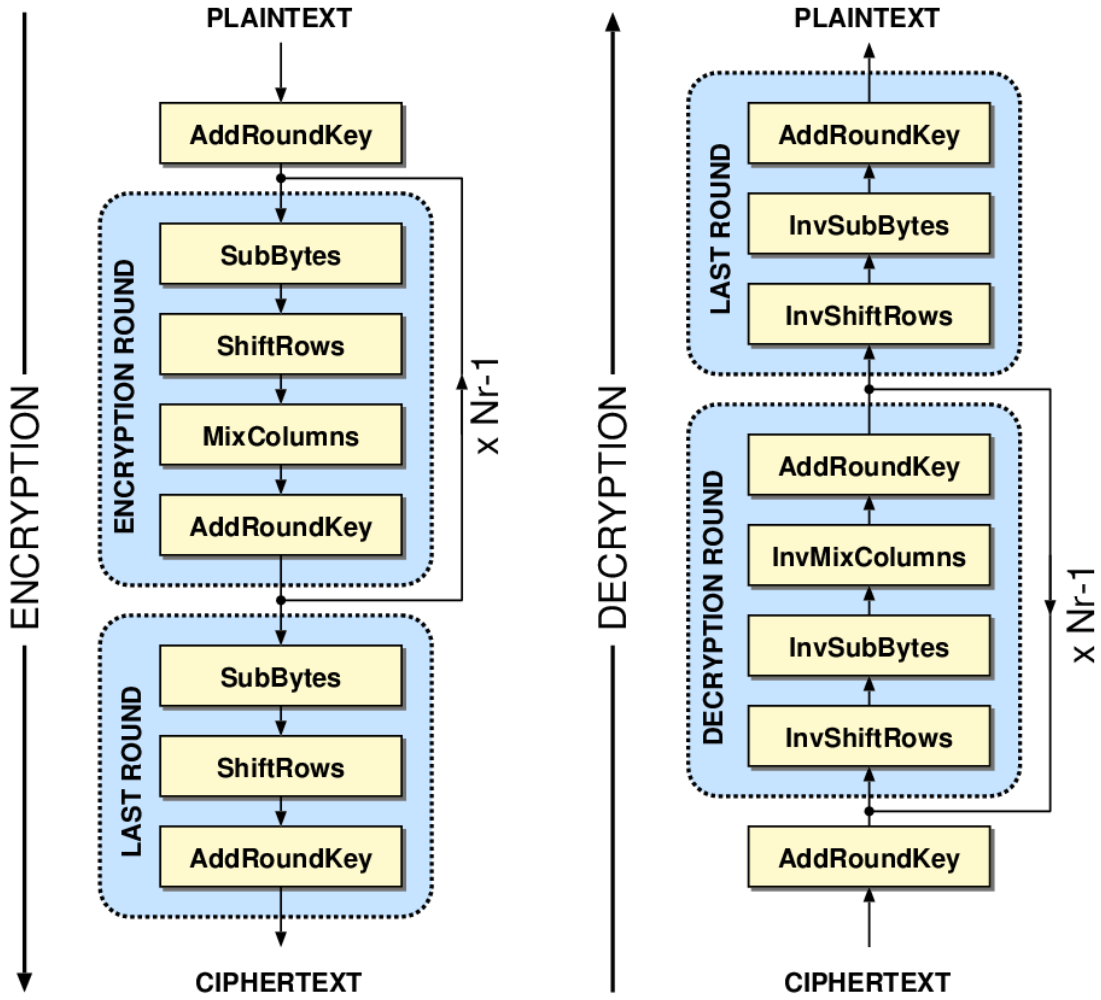 PLAINTEXT
AddRoundKey
SubBytes
ShiftRows
MixColumns
AddRoundKey
ENCRYPTION ROUND
x Nr-1
SubBytes
ShiftRows
AddRoundKey
LAST ROUND
CIPHERTEXT
ENCRYPTION
PLAINTEXT
AddRoundKey
InvSubBytes
InvShiftRows
LAST ROUND
AddRoundKey
InvMixColumns
InvSubBytes
InvShiftRows
DECRYPTION ROUND
x Nr-1
AddRoundKey
CIPHERTEXT
DECRYPTION